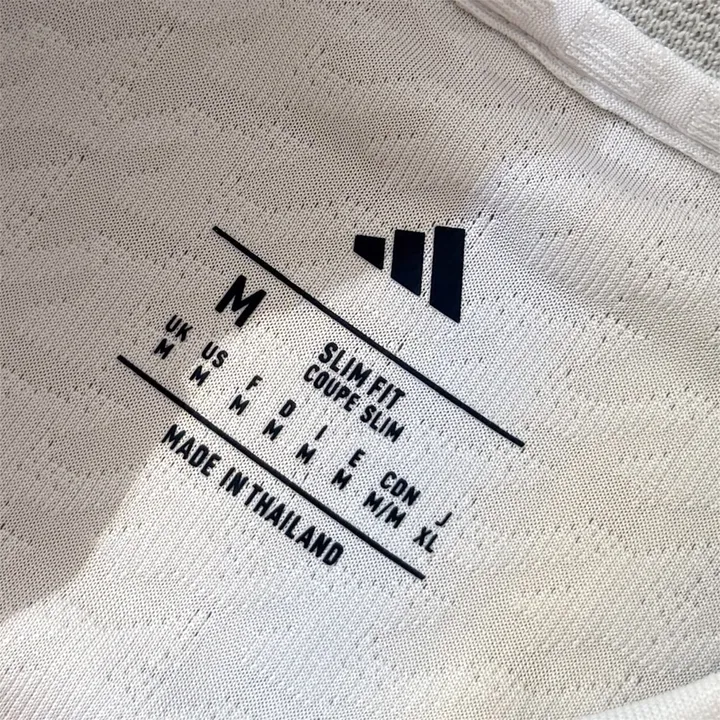 M
SLIM FIT
COUPE SLIM
UK US F D I E CDN J
M M M M M M M/M XL
MADE IN THAILAND